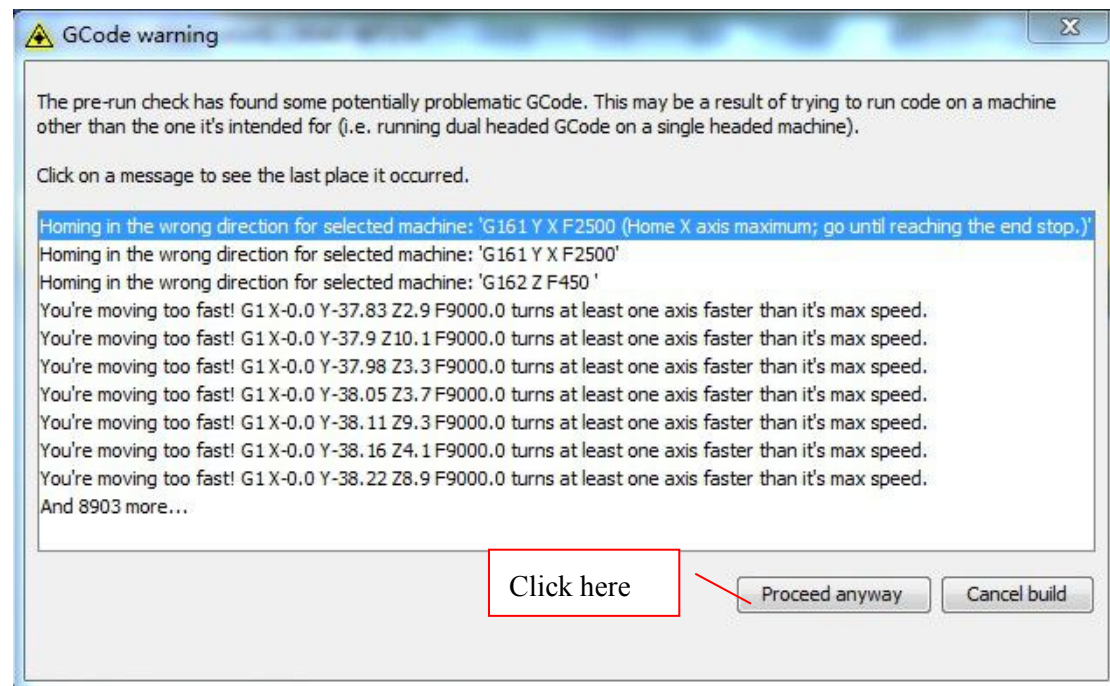 GCode warning
The pre-run check has found some potentially problematic GCode. This may be a result of trying to run code on a machine
other than the one it's intended for (i.e. running dual headed GCode on a single headed machine).
Click on a message to see the last place it occurred.
Homing in the wrong direction for selected machine: 'G161 Y X F2500 (Home X axis maximum; go until reaching the end stop.)'
Homing in the wrong direction for selected machine: 'G161 Y X F2500'
Homing in the wrong direction for selected machine: 'G162 Z F450 '
You're moving too fast! G1 X-0.0 Y-37.83 Z2.9 F9000.0 turns at least one axis faster than it's max speed.
You're moving too fast! G1 X-0.0 Y-37.9 Z10.1 F9000.0 turns at least one axis faster than it's max speed.
You're moving too fast! G1 X-0.0 Y-37.98 Z3.3 F9000.0 turns at least one axis faster than it's max speed.
You're moving too fast! G1 X-0.0 Y-38.05 Z3.7 F9000.0 turns at least one axis faster than it's max speed.
You're moving too fast! G1 X-0.0 Y-38.11 Z9.3 F9000.0 turns at least one axis faster than it's max speed.
You're moving too fast! G1 X-0.0 Y-38.16 Z4.1 F9000.0 turns at least one axis faster than it's max speed.
You're moving too fast! G1 X-0.0 Y-38.22 Z8.9 F9000.0 turns at least one axis faster than it's max speed.
And 8903 more...
Click here
Proceed anyway
Cancel build